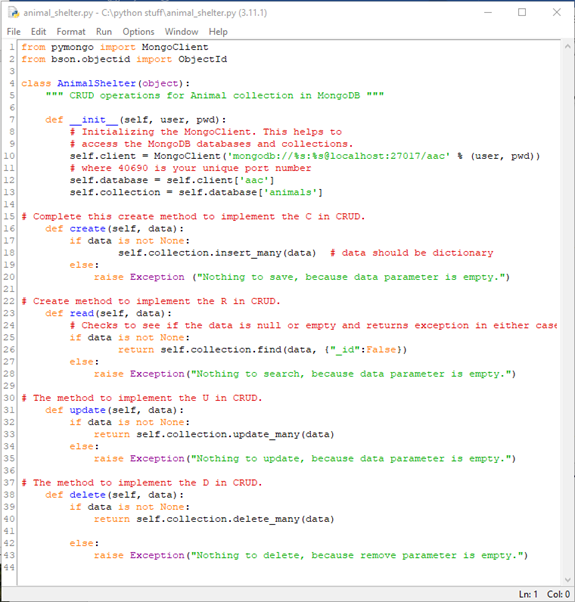 animal_shelter.py - C:\python stuff\animal_shelter.py (3.11.1)
File Edit Format Run Options Window Help
1 from pymongo import MongoClient
2 from bson.objectid import ObjectId
3
4 class AnimalShelter(object):
5     """ CRUD operations for Animal collection in MongoDB """
6
7     def __init__(self, user, pwd):
8         # Initializing the MongoClient. This helps to
9         # access the MongoDB databases and collections.
10         self.client = MongoClient('mongodb://%s:%s@localhost:27017/aac' % (user, pwd))
11         # where 40690 is your unique port number
12         self.database = self.client['aac']
13         self.collection = self.database['animals']
14
15 # Complete this create method to implement the C in CRUD.
16     def create(self, data):
17         if data is not None:
18                 self.collection.insert_many(data)  # data should be dictionary
19         else:
20             raise Exception ("Nothing to save, because data parameter is empty.")
21
22 # Create method to implement the R in CRUD.
23     def read(self, data):
24         # Checks to see if the data is null or empty and returns exception in either case
25         if data is not None:
26                 return self.collection.find(data, {"_id":False})
27         else:
28             raise Exception("Nothing to search, because data parameter is empty.")
29
30 # The method to implement the U in CRUD.
31     def update(self, data):
32         if data is not None:
33             return self.collection.update_many(data)
34         else:
35             raise Exception("Nothing to update, because data parameter is empty.")
36
37 # The method to implement the D in CRUD.
38     def delete(self, data):
39         if data is not None:
40             return self.collection.delete_many(data)
41
42         else:
43             raise Exception("Nothing to delete, because remove parameter is empty.")
44
Ln: 1 Col: 0